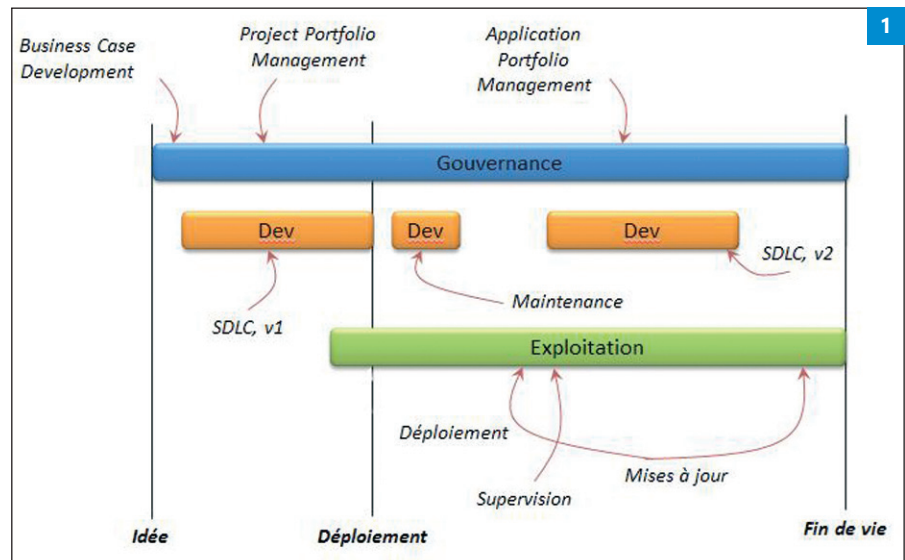 1
Business Case
Development
Project Portfolio
Management
Application
Portfolio
Management
Gouvernance
Dev
Dev
Dev
SDLC, v2
Maintenance
SDLC, v1
Exploitation
Déploiement
Mises à jour
Supervision
Idée
Déploiement
Fin de vie